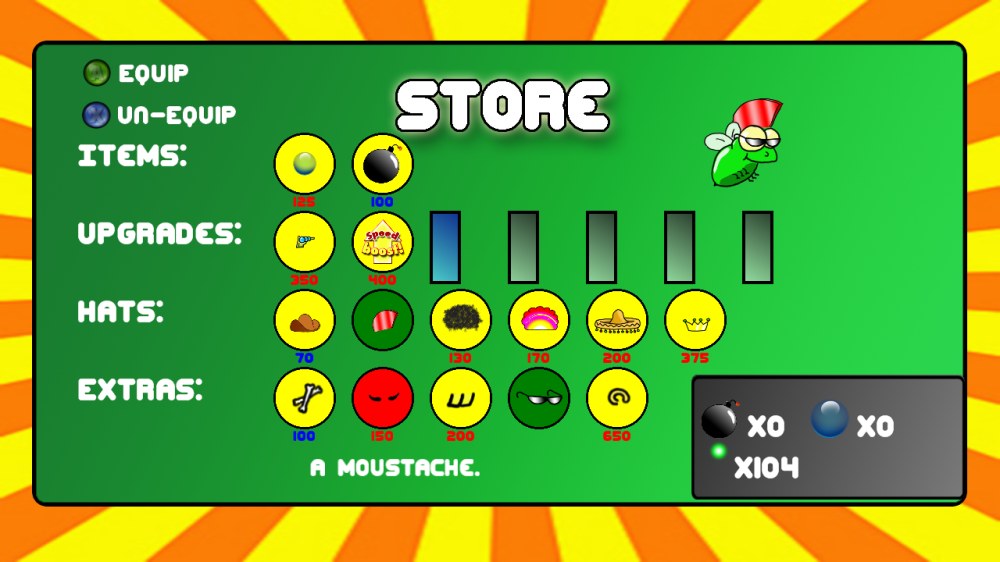 EQUIP
UN-EQUIP
STORE
ITEMS:
125 100
UPGRADES:
speed boost!
350 400
HATS:
70 130 170 200 375
EXTRAS:
100 150 200 650
A MOUSTACHE.
X0 X0
X104